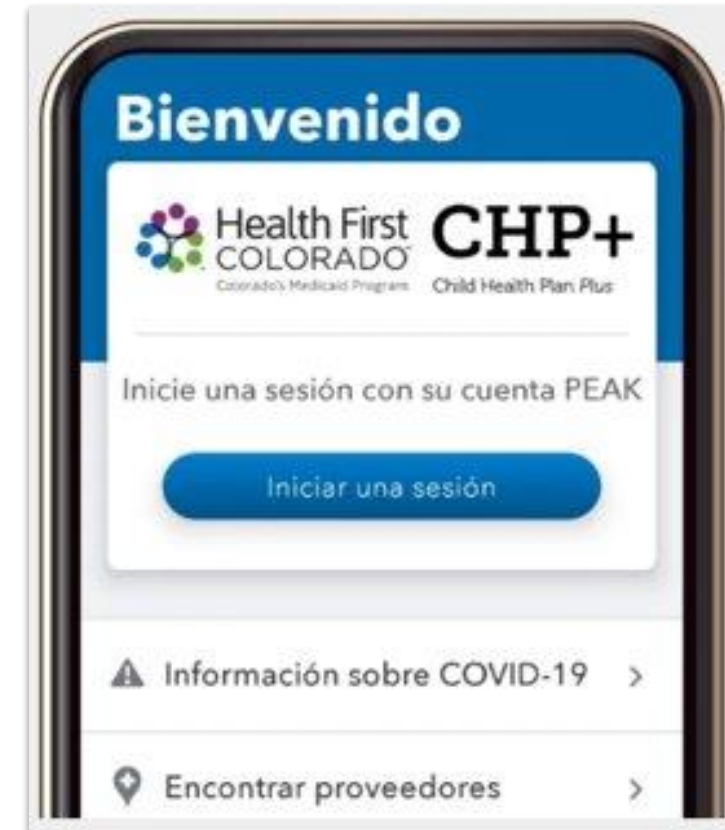 Bienvenido
Health First
COLORADO
Colorado's Medicaid Program
CHP+
Child Health Plan Plus
Inicie una sesión con su cuenta PEAK
Iniciar una sesión
Información sobre COVID-19
Encontrar proveedores